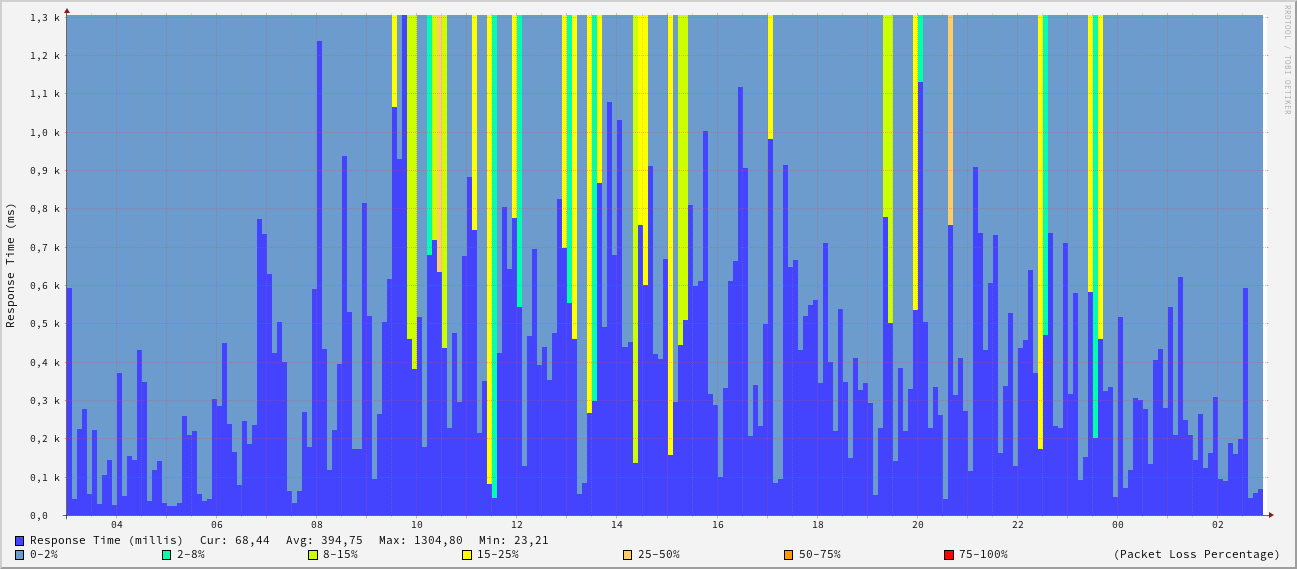 RRDTOOL / TOBI OETIKER
Response Time (ms)
1,3 k
1,2 k
1,1 k
1,0 k
0,9 k
0,8 k
0,7 k
0,6 k
0,5 k
0,4 k
0,3 k
0,2 k
0,1 k
0,0
04 06 08 10 12 14 16 18 20 22 00 02
Response Time (millis) Cur: 68,44 Avg: 394,75 Max: 1304,80 Min: 23,21
0-2% 2-8% 8-15% 15-25% 25-50% 50-75% 75-100% (Packet Loss Percentage)